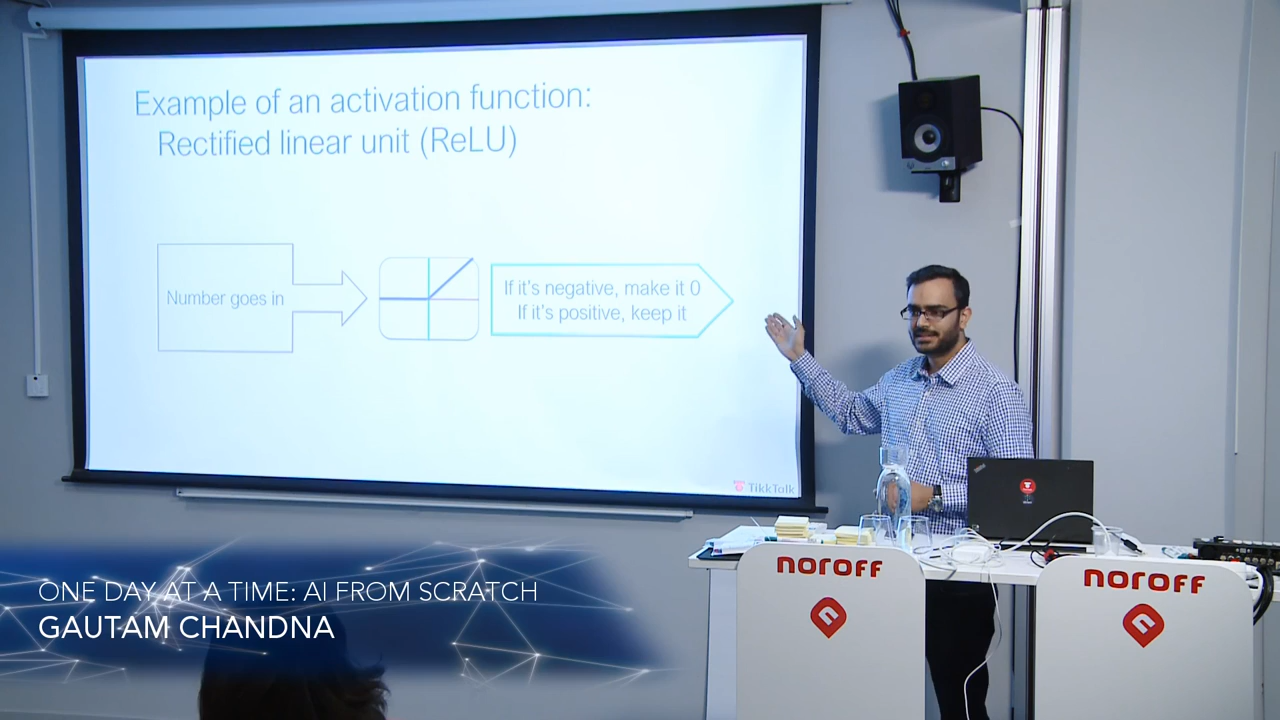 Example of an activation function:
Rectified linear unit (ReLU)
Number goes in
If it's negative, make it 0
If it's positive, keep it
TikkTalk
noroff
noroff
ONE DAY AT A TIME: AI FROM SCRATCH
GAUTAM CHANDNA